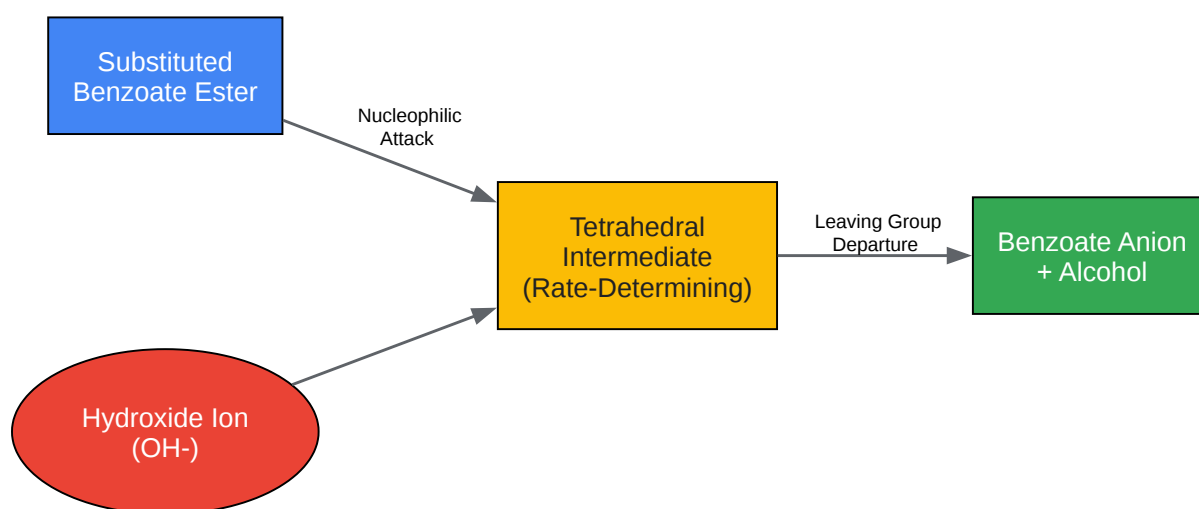 Substituted
Benzoate Ester
Nucleophilic
Attack
Tetrahedral
Intermediate
(Rate-Determining)
Leaving Group
Departure
Benzoate Anion
+ Alcohol
Hydroxide Ion
(OH-)